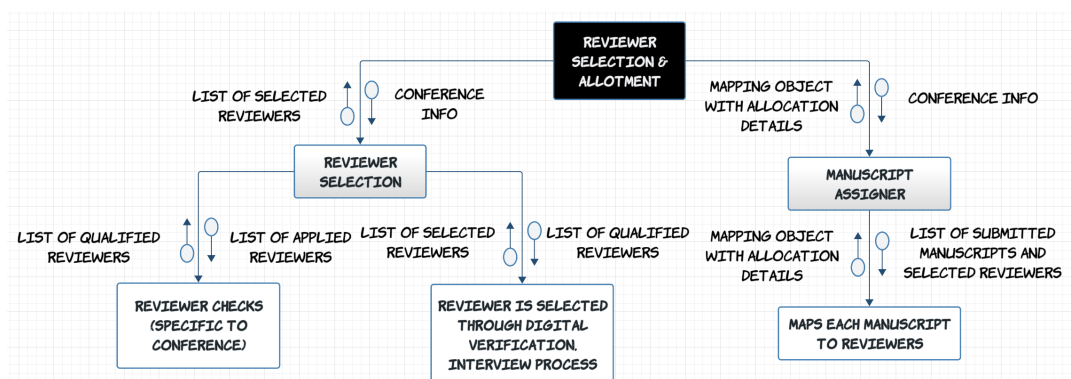 REVIEWER
SELECTION &
ALLOTMENT
LIST OF SELECTED
REVIEWERS
CONFERENCE
INFO
MAPPING OBJECT
WITH ALLOCATION
DETAILS
CONFERENCE INFO
REVIEWER
SELECTION
MANUSCRIPT
ASSIGNER
LIST OF QUALIFIED
REVIEWERS
LIST OF APPLIED
REVIEWERS
LIST OF SELECTED
REVIEWERS
LIST OF QUALIFIED
REVIEWERS
MAPPING OBJECT
WITH ALLOCATION
DETAILS
LIST OF SUBMITTED
MANUSCRIPTS AND
SELECTED REVIEWERS
REVIEWER CHECKS
(SPECIFIC TO
CONFERENCE)
REVIEWER IS SELECTED
THROUGH DIGITAL
VERIFICATION,
INTERVIEW PROCESS
MAPS EACH MANUSCRIPT
TO REVIEWERS